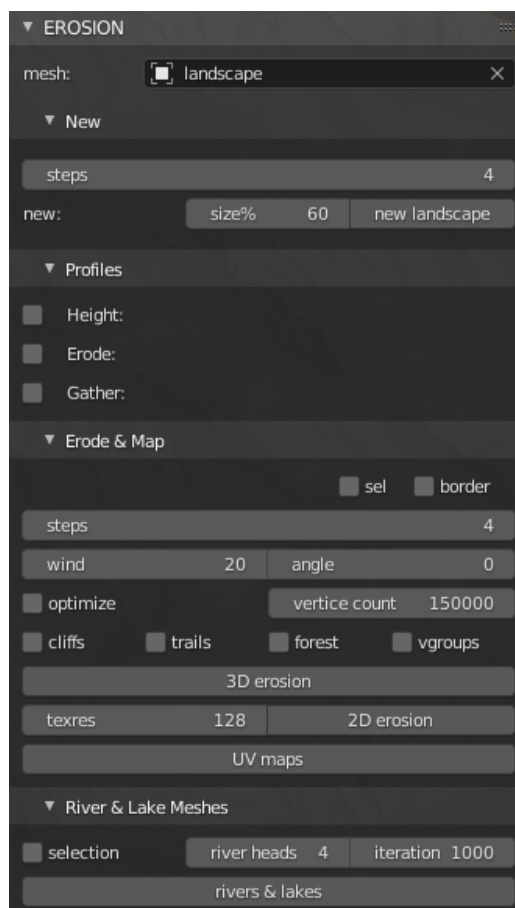 EROSION
mesh: landscape
New
steps 4
new: size% 60 new landscape
Profiles
Height:
Erode:
Gather:
Erode & Map
sel border
steps 4
wind 20 angle 0
optimize vertice count 150000
cliffs trails forest vgroups
3D erosion
texres 128 2D erosion
UV maps
River & Lake Meshes
selection river heads 4 iteration 1000
rivers & lakes